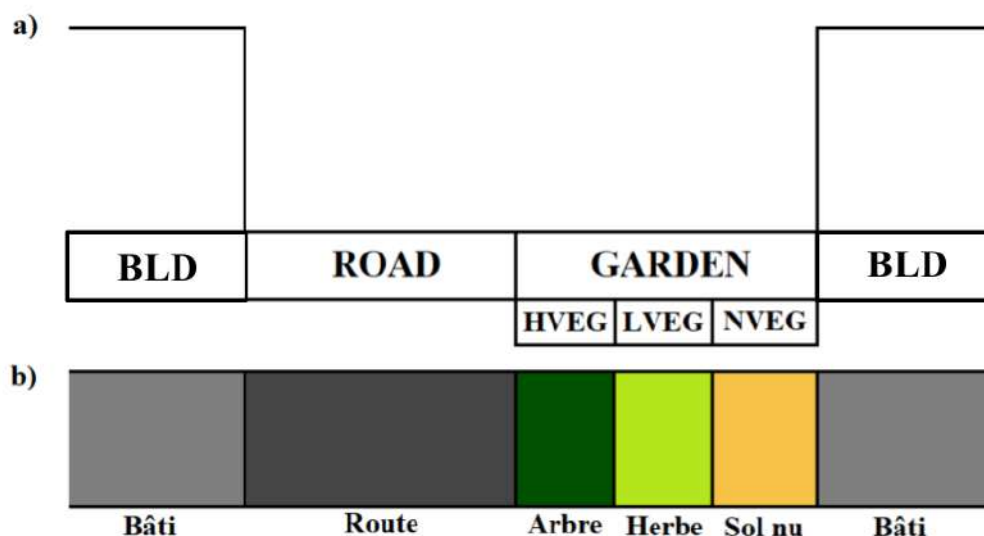 a)
BLD ROAD GARDEN BLD
HVEG LVEG NVEG
b)
Bâti Route Arbre Herbe Sol nu Bâti